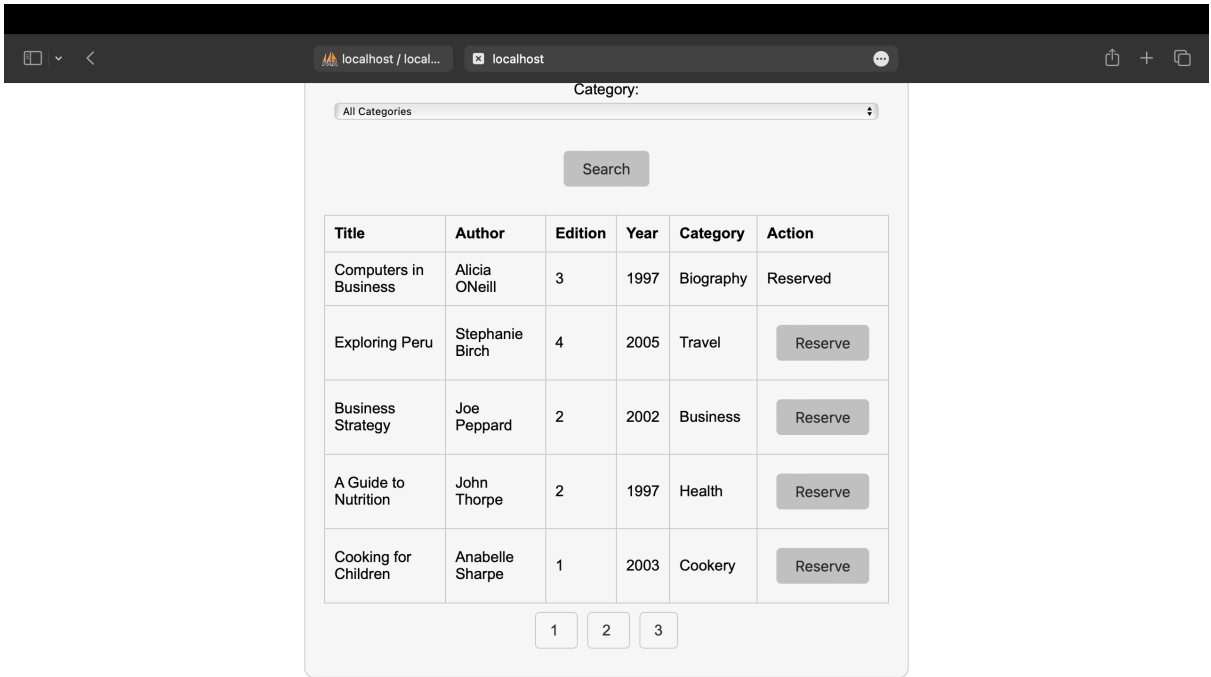 localhost / local...
localhost
Category:
All Categories
Search
Title Author Edition Year Category Action
Computers in Business Alicia ONeill 3 1997 Biography Reserved
Exploring Peru Stephanie Birch 4 2005 Travel Reserve
Business Strategy Joe Peppard 2 2002 Business Reserve
A Guide to Nutrition John Thorpe 2 1997 Health Reserve
Cooking for Children Anabelle Sharpe 1 2003 Cookery Reserve
1 2 3